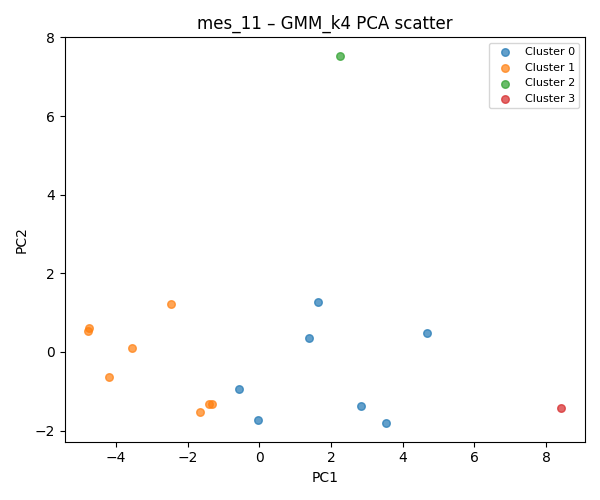 mes_11 – GMM_k4 PCA scatter
8
6
4
2
0
−2
PC2
−4
−2
0
2
4
6
8
PC1
Cluster 0
Cluster 1
Cluster 2
Cluster 3